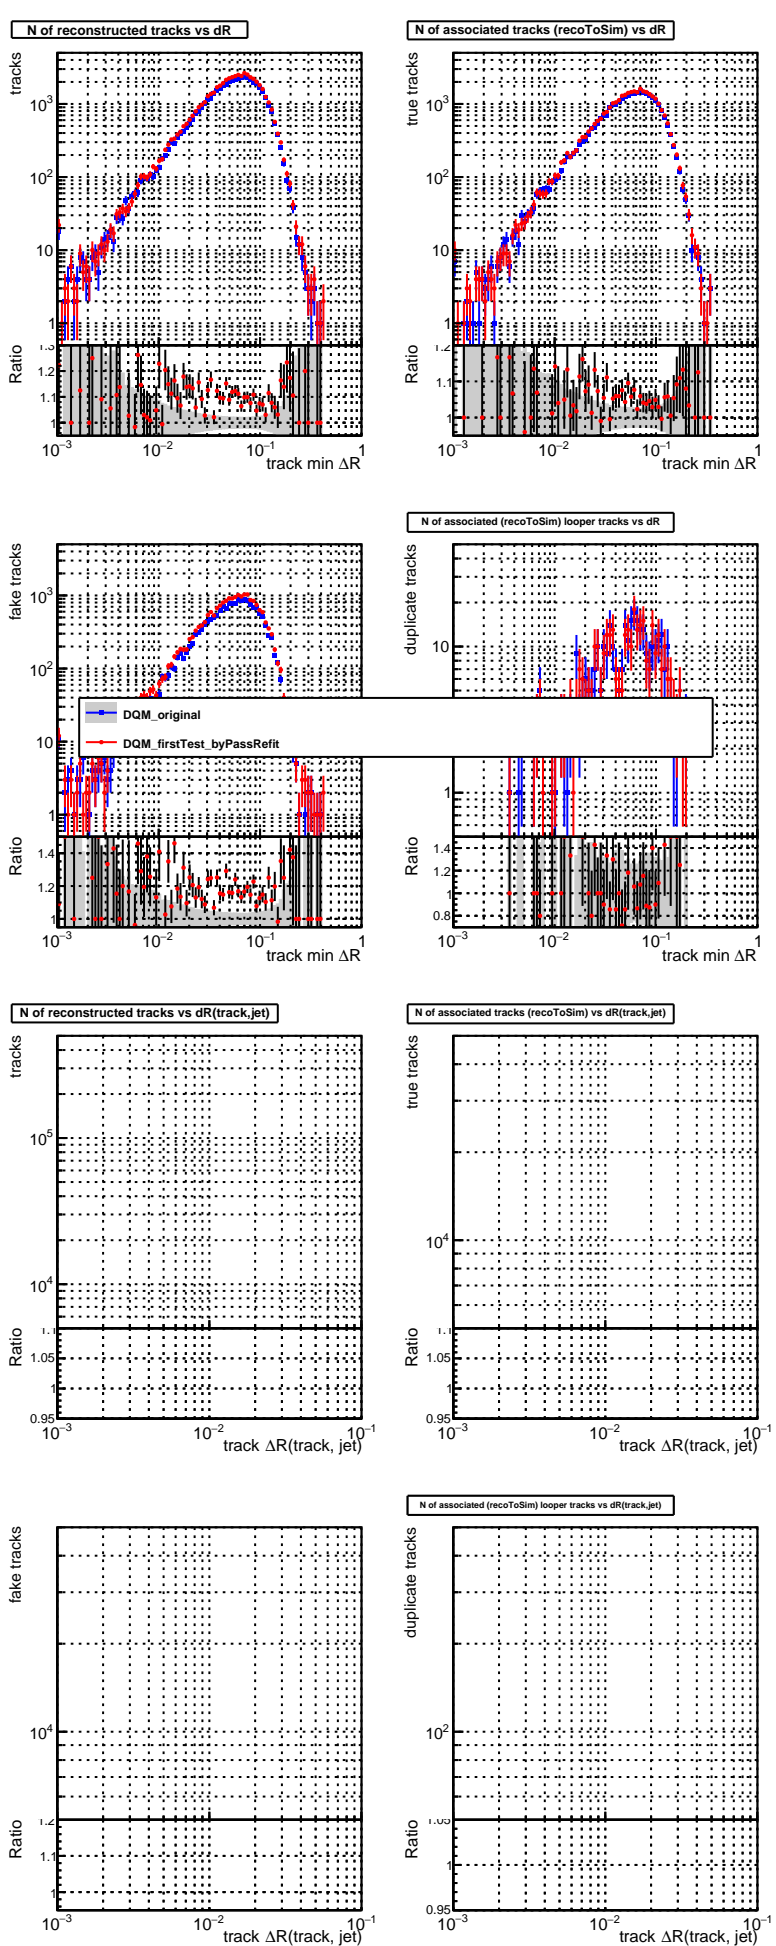 N of reconstructed tracks vs dR
N of associated tracks (recoToSim) vs dR
tracks
10³
10²
10
1
Ratio
1.3
1.2
1.1
1
10⁻³
10⁻²
10⁻¹
1
track min ΔR
true tracks
10³
10²
10
1
Ratio
1.2
1.1
1
10⁻³
10⁻²
10⁻¹
1
track min ΔR
N of associated (recoToSim) looper tracks vs dR
fake tracks
10³
10²
10
1
Ratio
1.4
1.2
1
10⁻³
10⁻²
10⁻¹
1
track min ΔR
duplicate tracks
10
1
Ratio
1.4
1.2
1
0.8
10⁻³
10⁻²
10⁻¹
1
track min ΔR
DQM_original
DQM_firstTest_byPassRefit
N of reconstructed tracks vs dR(track,jet)
N of associated tracks (recoToSim) vs dR(track,jet)
tracks
10⁵
10⁴
Ratio
1.1
1.05
1
0.95
10⁻³
10⁻²
10⁻¹
track ΔR(track, jet)
true tracks
10⁴
Ratio
1.1
1.05
1
0.95
10⁻³
10⁻²
10⁻¹
track ΔR(track, jet)
N of associated (recoToSim) looper tracks vs dR(track,jet)
fake tracks
10⁴
Ratio
1.2
1.1
1
10⁻³
10⁻²
10⁻¹
track ΔR(track, jet)
duplicate tracks
10²
Ratio
1.05
1
0.95
10⁻³
10⁻²
10⁻¹
track ΔR(track, jet)